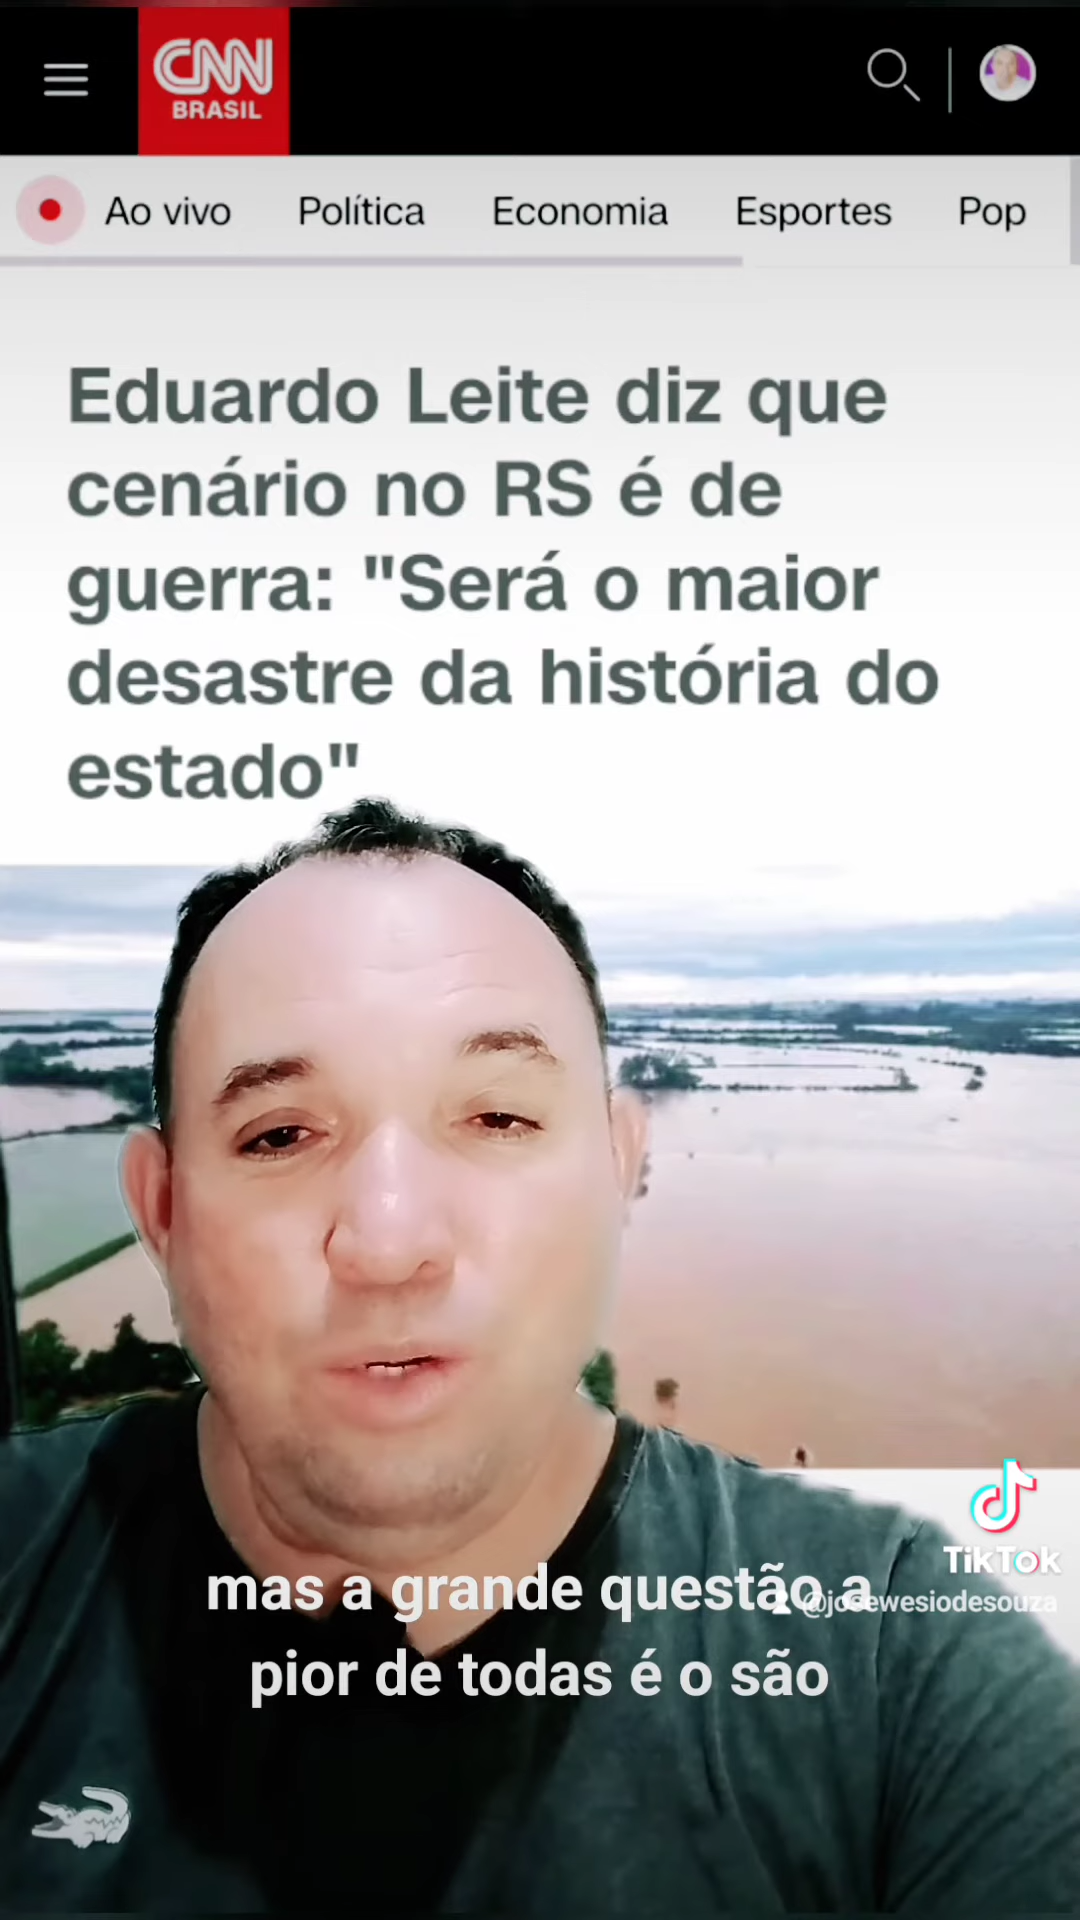 CNN
BRASIL
Ao vivo Política Economia Esportes Pop
Eduardo Leite diz que
cenário no RS é de
guerra: "Será o maior
desastre da história do
estado"
TikTok
@josewesiodesouza
mas a grande questão a
pior de todas é o são